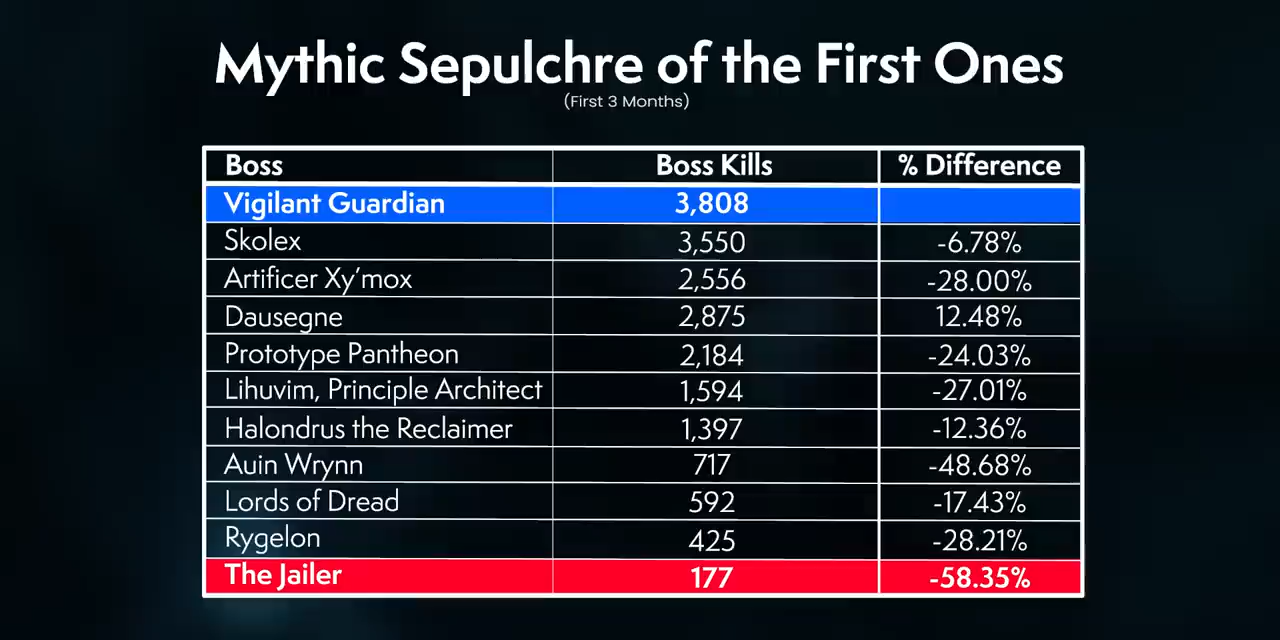 Mythic Sepulchre of the First Ones
(First 3 Months)
Boss Boss Kills % Difference
Vigilant Guardian 3,808
Skolex 3,550 -6.78%
Artificer Xy'mox 2,556 -28.00%
Dausegne 2,875 12.48%
Prototype Pantheon 2,184 -24.03%
Lihuvim, Principle Architect 1,594 -27.01%
Halondrus the Reclaimer 1,397 -12.36%
Auin Wrynn 717 -48.68%
Lords of Dread 592 -17.43%
Rygelon 425 -28.21%
The Jailer 177 -58.35%